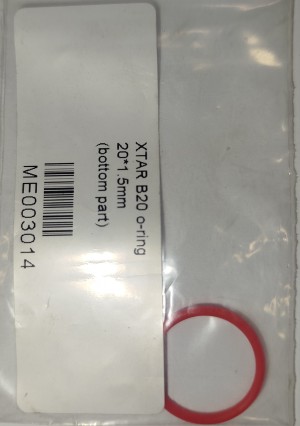 XTAR B20 o-ring
20*1.5mm
(bottom part)
ME003014